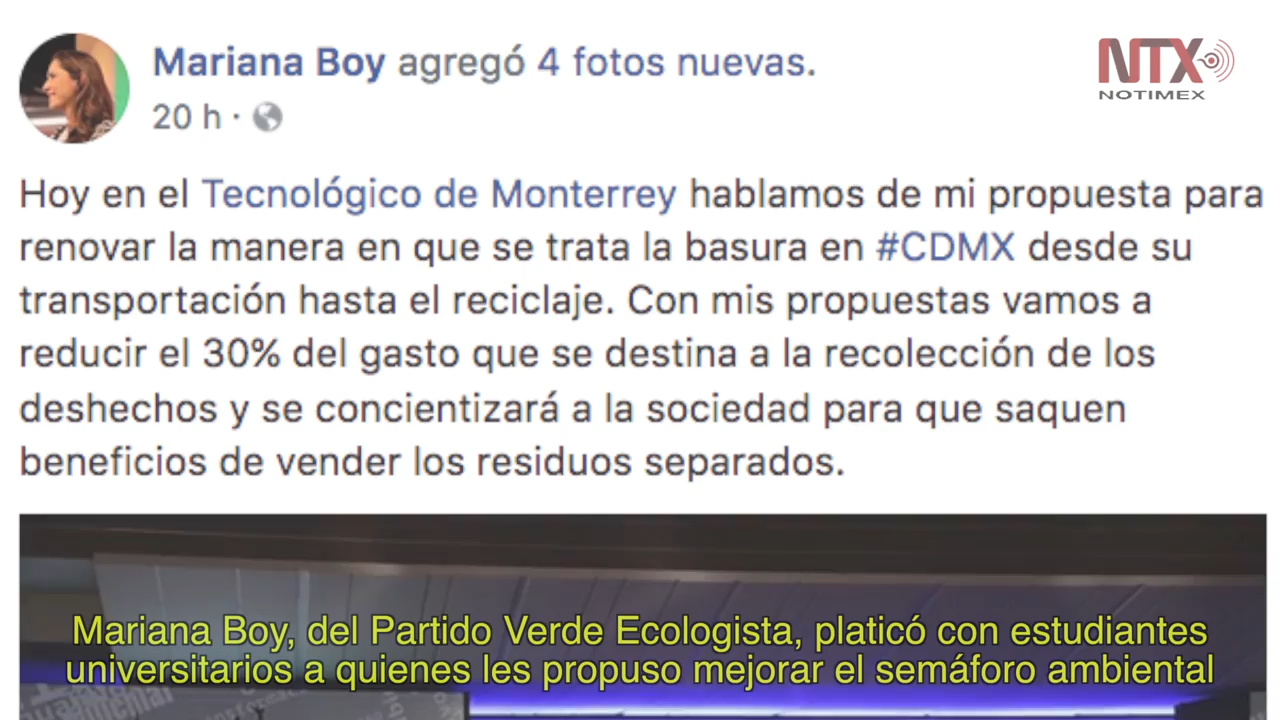 Mariana Boy agregó 4 fotos nuevas.
20 h ·
NTX
NOTIMEX
Hoy en el Tecnológico de Monterrey hablamos de mi propuesta para
renovar la manera en que se trata la basura en #CDMX desde su
transportación hasta el reciclaje. Con mis propuestas vamos a
reducir el 30% del gasto que se destina a la recolección de los
deshechos y se concientizará a la sociedad para que saquen
beneficios de vender los residuos separados.
Mariana Boy, del Partido Verde Ecologista, platicó con estudiantes
universitarios a quienes les propuso mejorar el semáforo ambiental